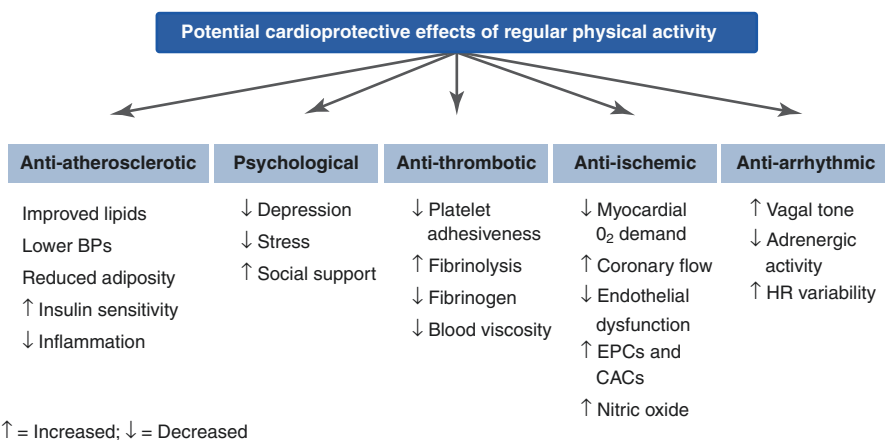 Potential cardioprotective effects of regular physical activity
Anti-atherosclerotic
Improved lipids
Lower BPs
Reduced adiposity
↑ Insulin sensitivity
↓ Inflammation
Psychological
↓ Depression
↓ Stress
↑ Social support
Anti-thrombotic
↓ Platelet
adhesiveness
↑ Fibrinolysis
↓ Fibrinogen
↓ Blood viscosity
Anti-ischemic
↓ Myocardial
0₂ demand
↑ Coronary flow
↓ Endothelial
dysfunction
↑ EPCs and
CACs
↑ Nitric oxide
Anti-arrhythmic
↑ Vagal tone
↓ Adrenergic
activity
↑ HR variability
↑ = Increased; ↓ = Decreased